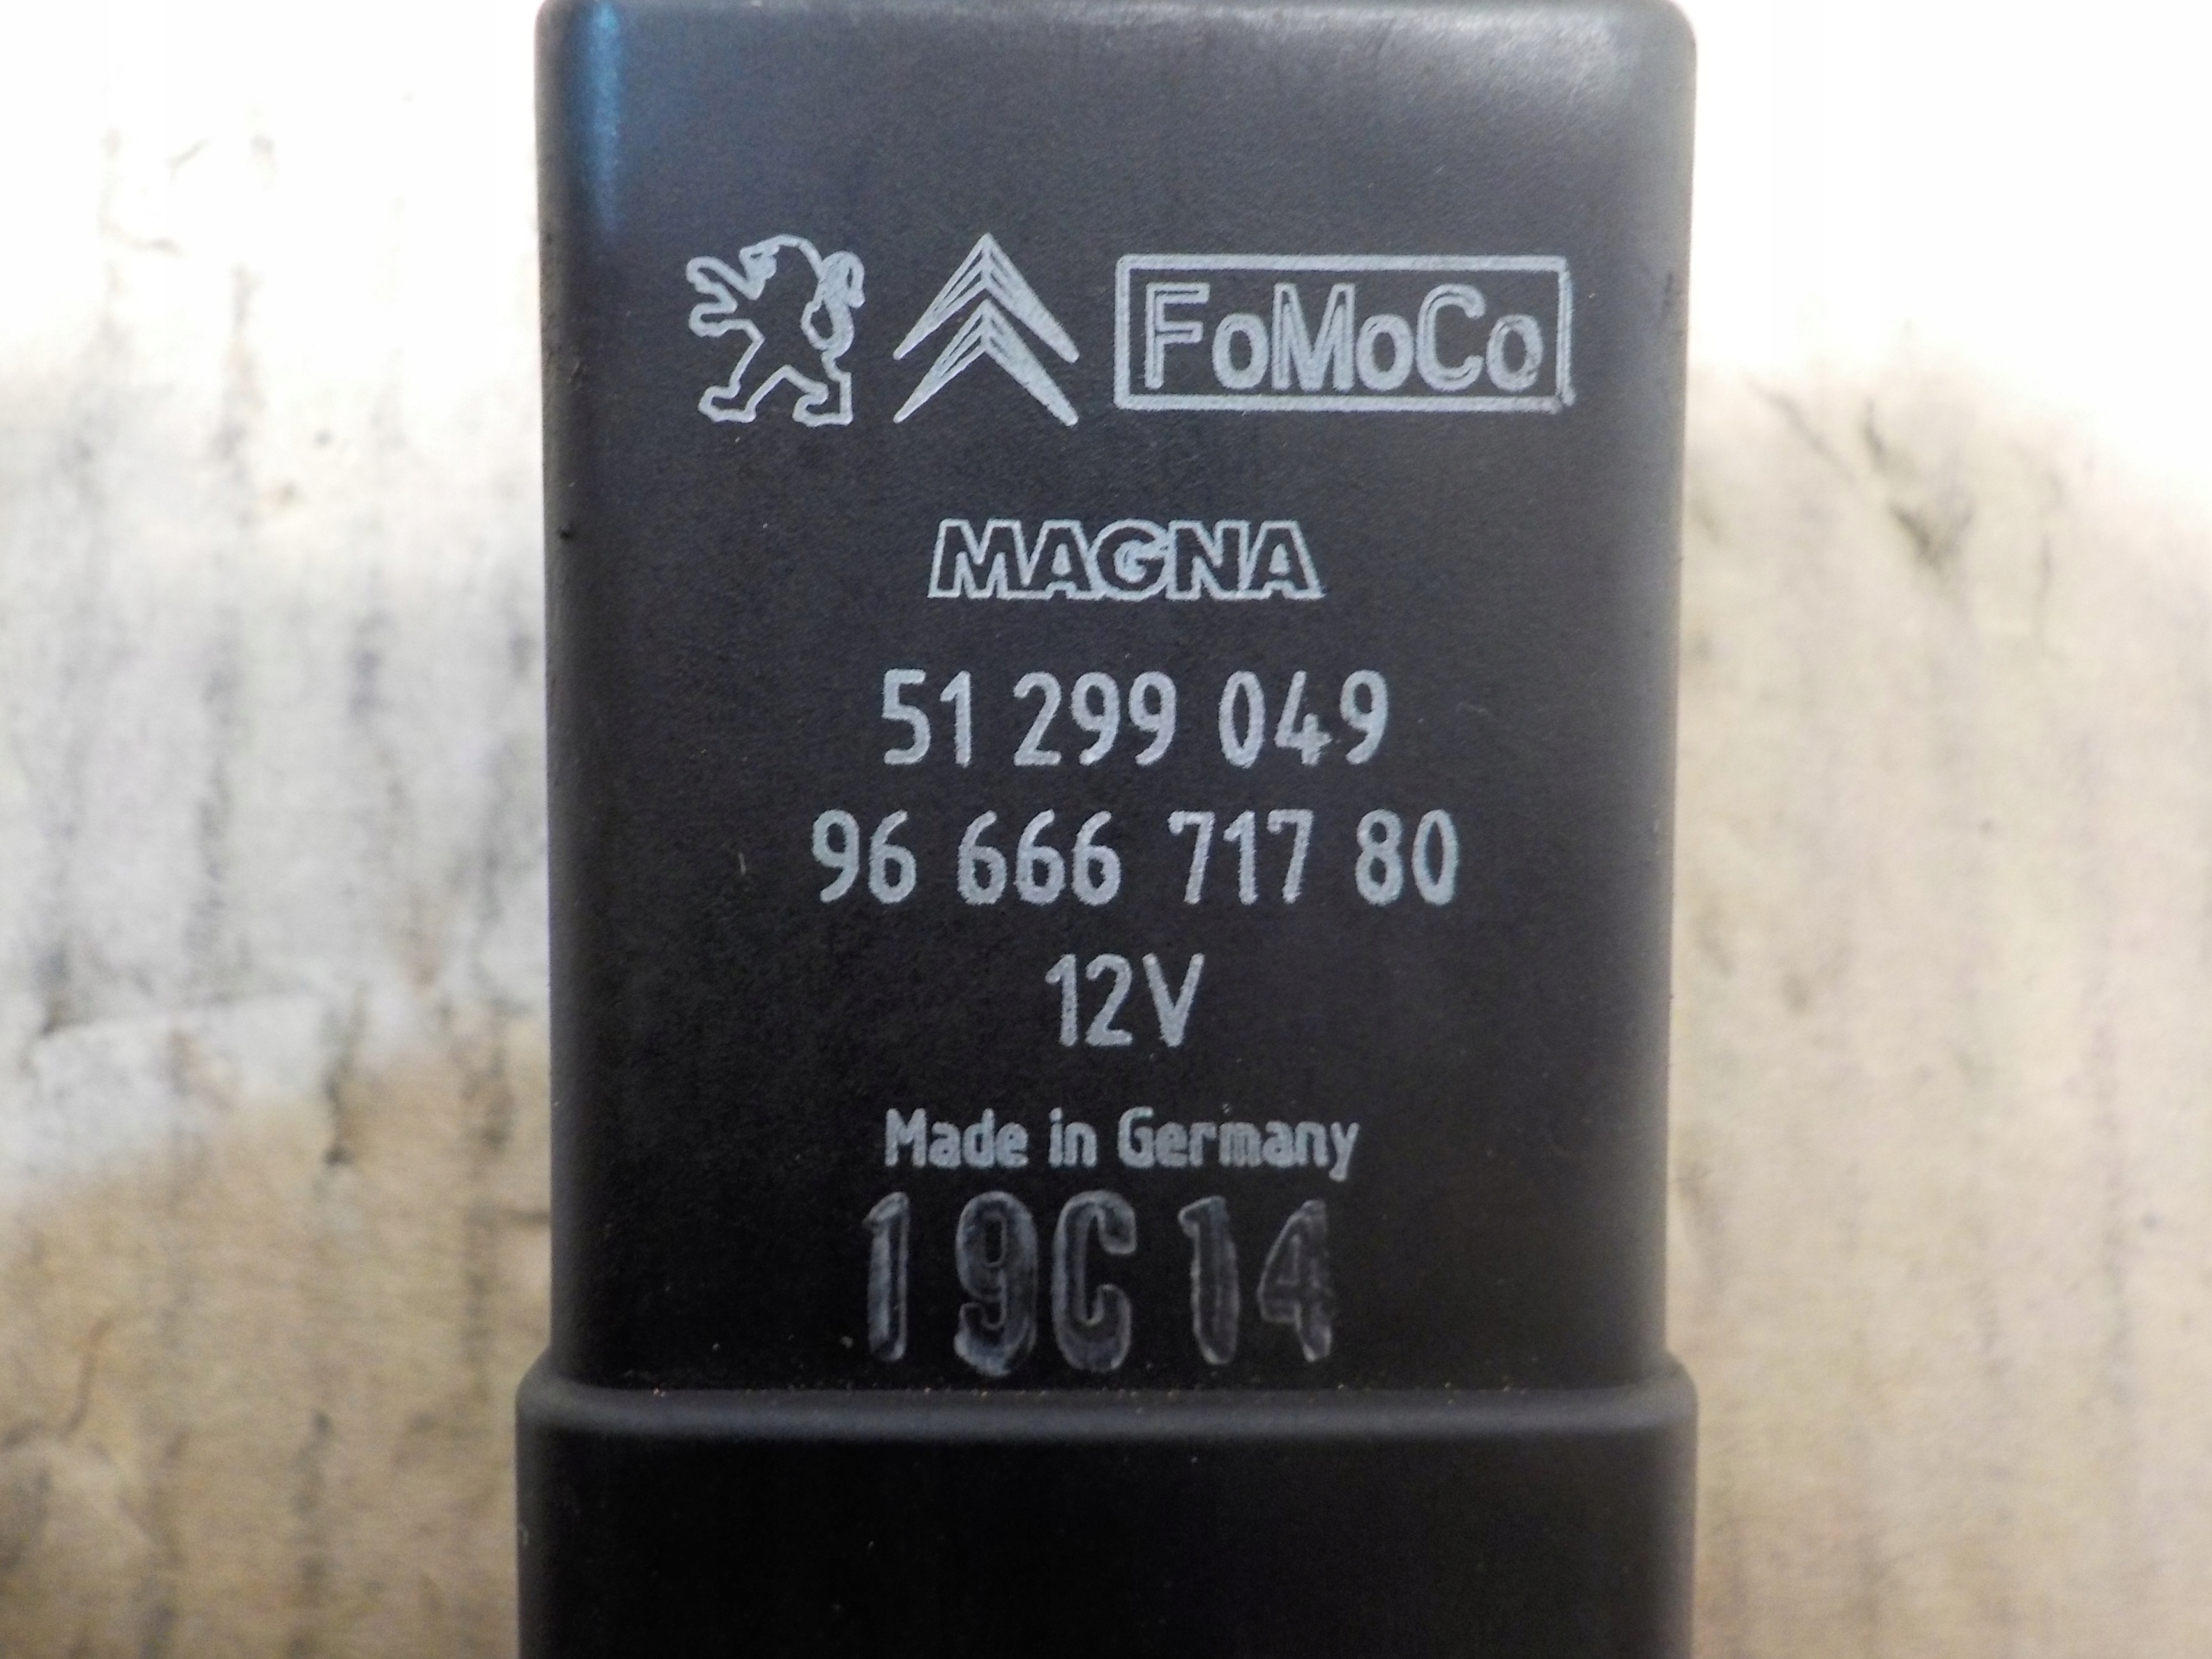 FoMoCo
MAGNA
51 299 049
96 666 717 80
12V
Made in Germany
19C14